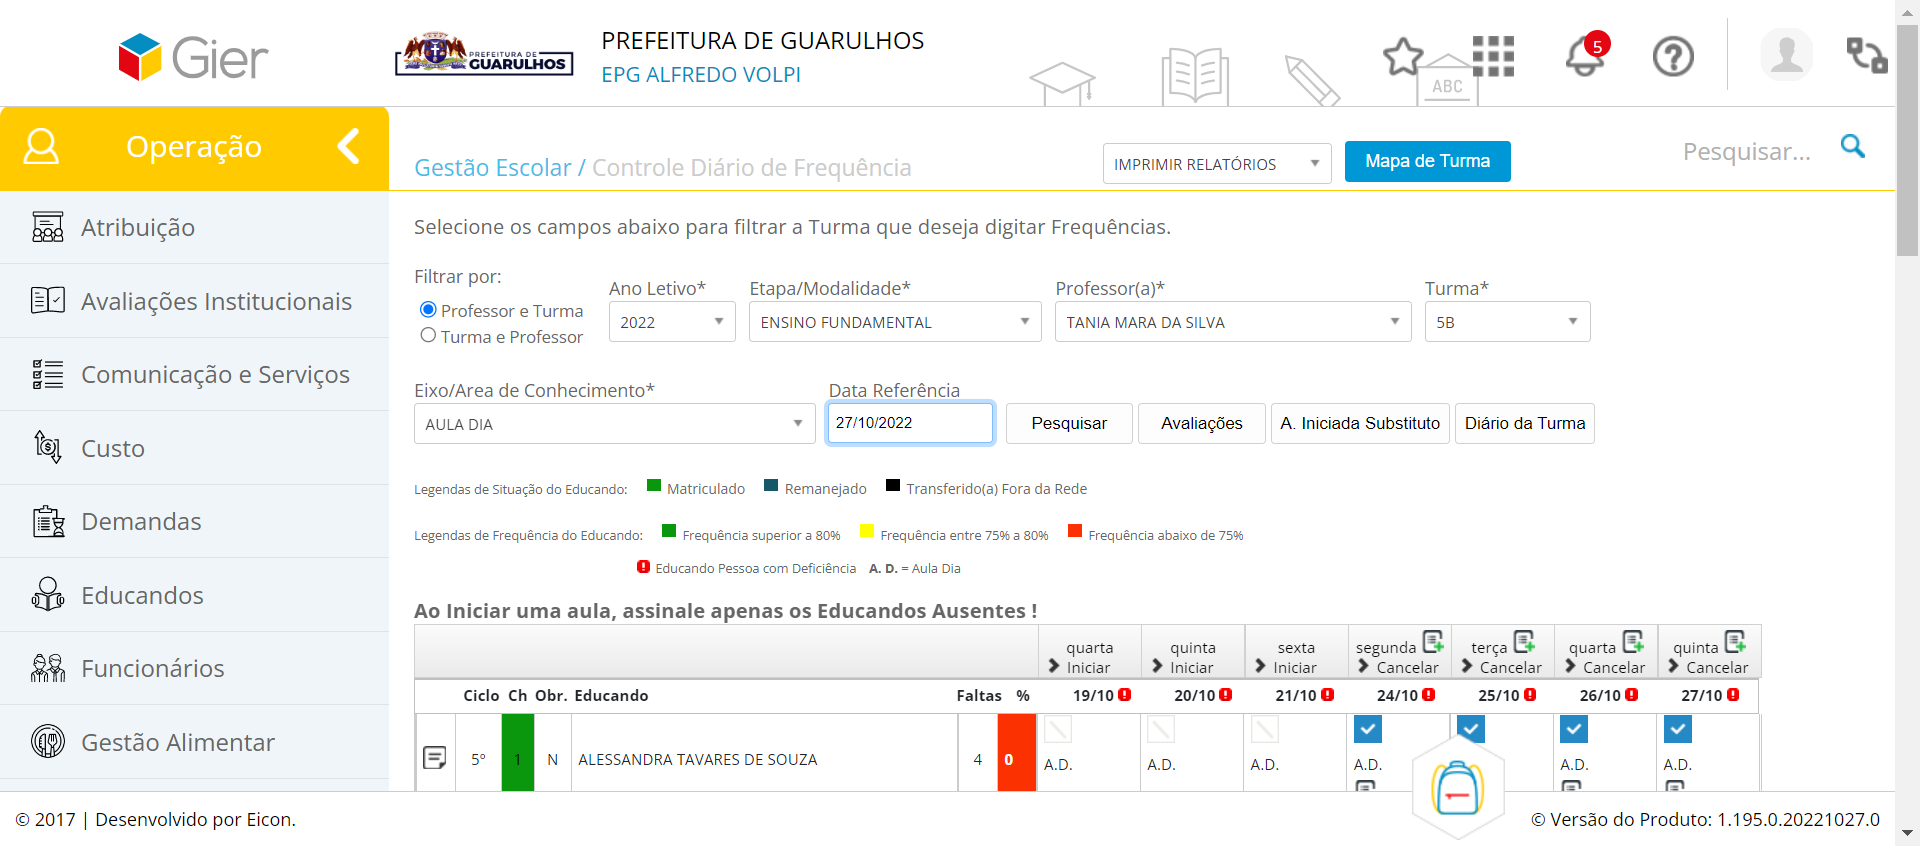 Gier
PREFEITURA DE
GUARULHOS
PREFEITURA DE GUARULHOS
EPG ALFREDO VOLPI
ABC
5
Operação
Gestão Escolar / Controle Diário de Frequência
IMPRIMIR RELATÓRIOS
Mapa de Turma
Pesquisar...
Atribuição
Avaliações Institucionais
Comunicação e Serviços
Custo
Demandas
Educandos
Funcionários
Gestão Alimentar
Selecione os campos abaixo para filtrar a Turma que deseja digitar Frequências.
Filtrar por:
Professor e Turma
Turma e Professor
Ano Letivo*
2022
Etapa/Modalidade*
ENSINO FUNDAMENTAL
Professor(a)*
TANIA MARA DA SILVA
Turma*
5B
Eixo/Area de Conhecimento*
AULA DIA
Data Referência
27/10/2022
Pesquisar
Avaliações
A. Iniciada Substituto
Diário da Turma
Legendas de Situação do Educando: Matriculado Remanejado Transferido(a) Fora da Rede
Legendas de Frequência do Educando: Frequência superior a 80% Frequência entre 75% a 80% Frequência abaixo de 75%
Educando Pessoa com Deficiência A. D. = Aula Dia
Ao Iniciar uma aula, assinale apenas os Educandos Ausentes !
quarta quinta sexta segunda terça quarta quinta
Iniciar Iniciar Iniciar Cancelar Cancelar Cancelar Cancelar
Ciclo Ch Obr. Educando Faltas % 19/10 20/10 21/10 24/10 25/10 26/10 27/10
5º 1 N ALESSANDRA TAVARES DE SOUZA 4 0 A.D. A.D. A.D. A.D. A.D. A.D. A.D.
© 2017 | Desenvolvido por Eicon.
© Versão do Produto: 1.195.0.20221027.0